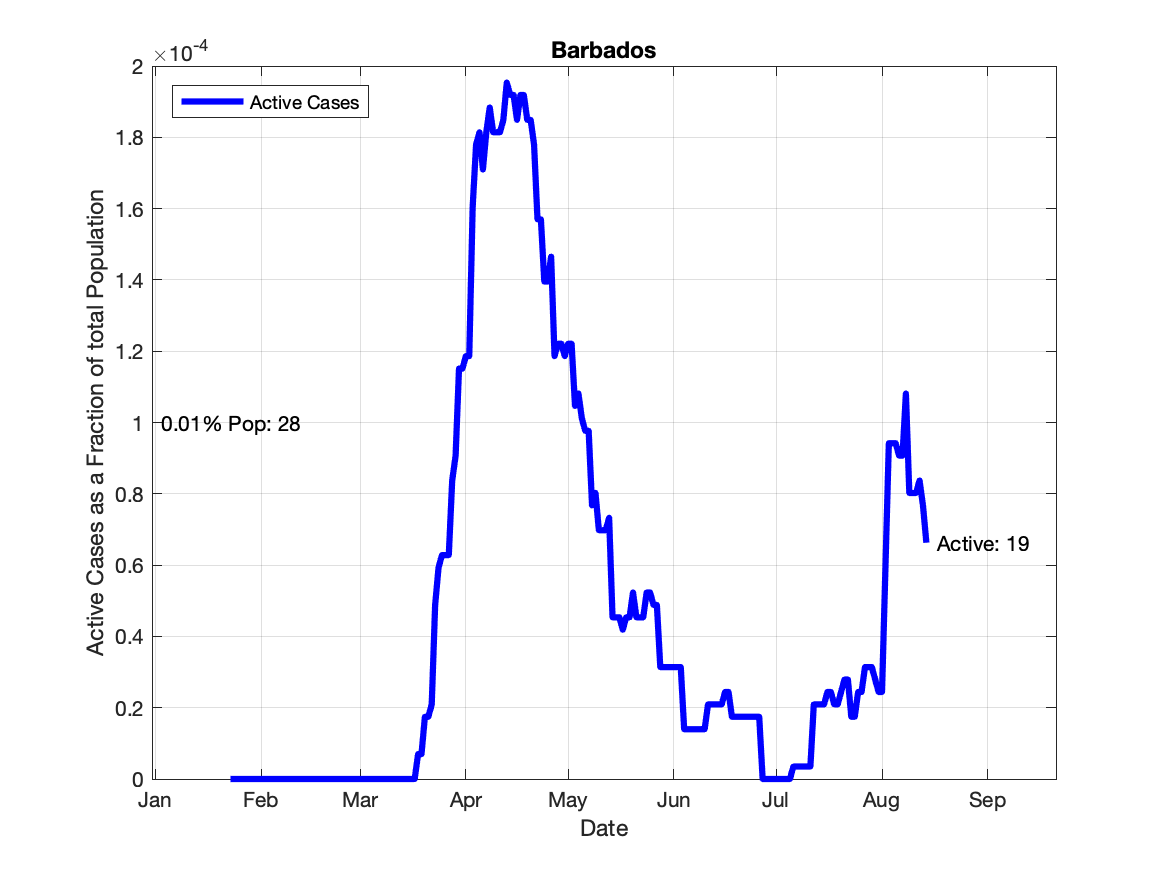 Barbados
×10-4
Active Cases
Active Cases as a Fraction of total Population
2
1.8
1.6
1.4
1.2
1
0.8
0.6
0.4
0.2
0
0.01% Pop: 28
Active: 19
Jan Feb Mar Apr May Jun Jul Aug Sep
Date